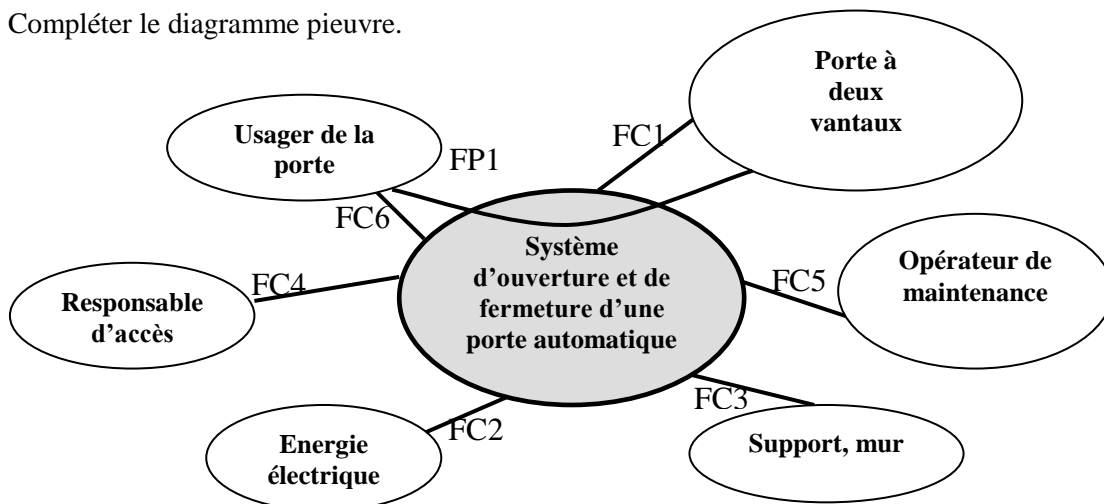 Compléter le diagramme pieuvre.
Porte à
deux
vantaux
Usager de la
porte
FP1
FC1
FC6
Système
d'ouverture et de
fermeture d'une
porte automatique
Opérateur de
maintenance
FC5
FC4
Responsable
d'accès
FC3
Support, mur
FC2
Energie
électrique